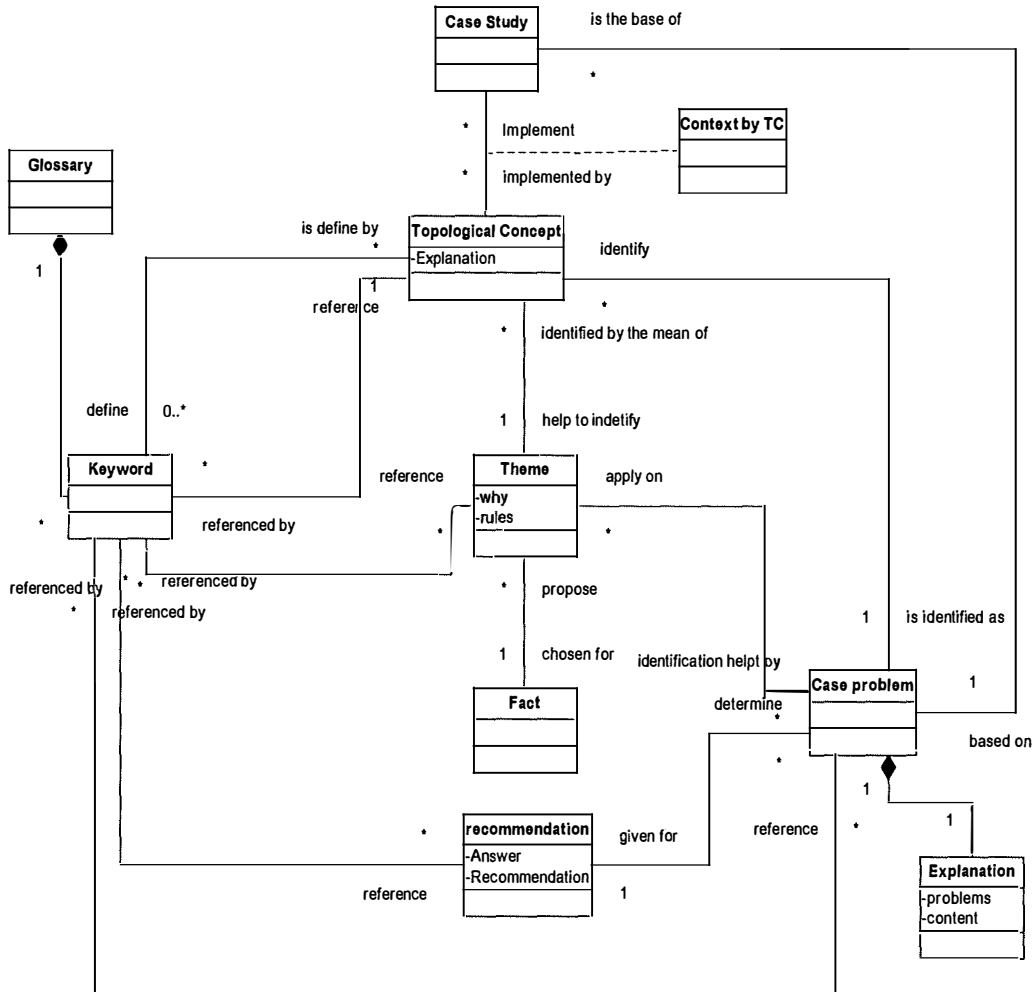 Case Study
is the base of
*
*
Implement
Context by TC
*
implemented by
Glossary
1
is define by
*
Topological Concept
-Explanation
identify
1
reference
*
*
identified by the mean of
define
0..*
1
help to indetify
Keyword
*
reference
Theme
-why
-rules
apply on
*
referenced by
*
*
referenced by
*
*
referenced by
*
referenced by
*
propose
1
is identified as
1
chosen for
identification helpt by
Case problem
1
Fact
determine
*
based on
*
1
1
*
recommendation
-Answer
-Recommendation
given for
reference
*
reference
1
Explanation
-problems
-content